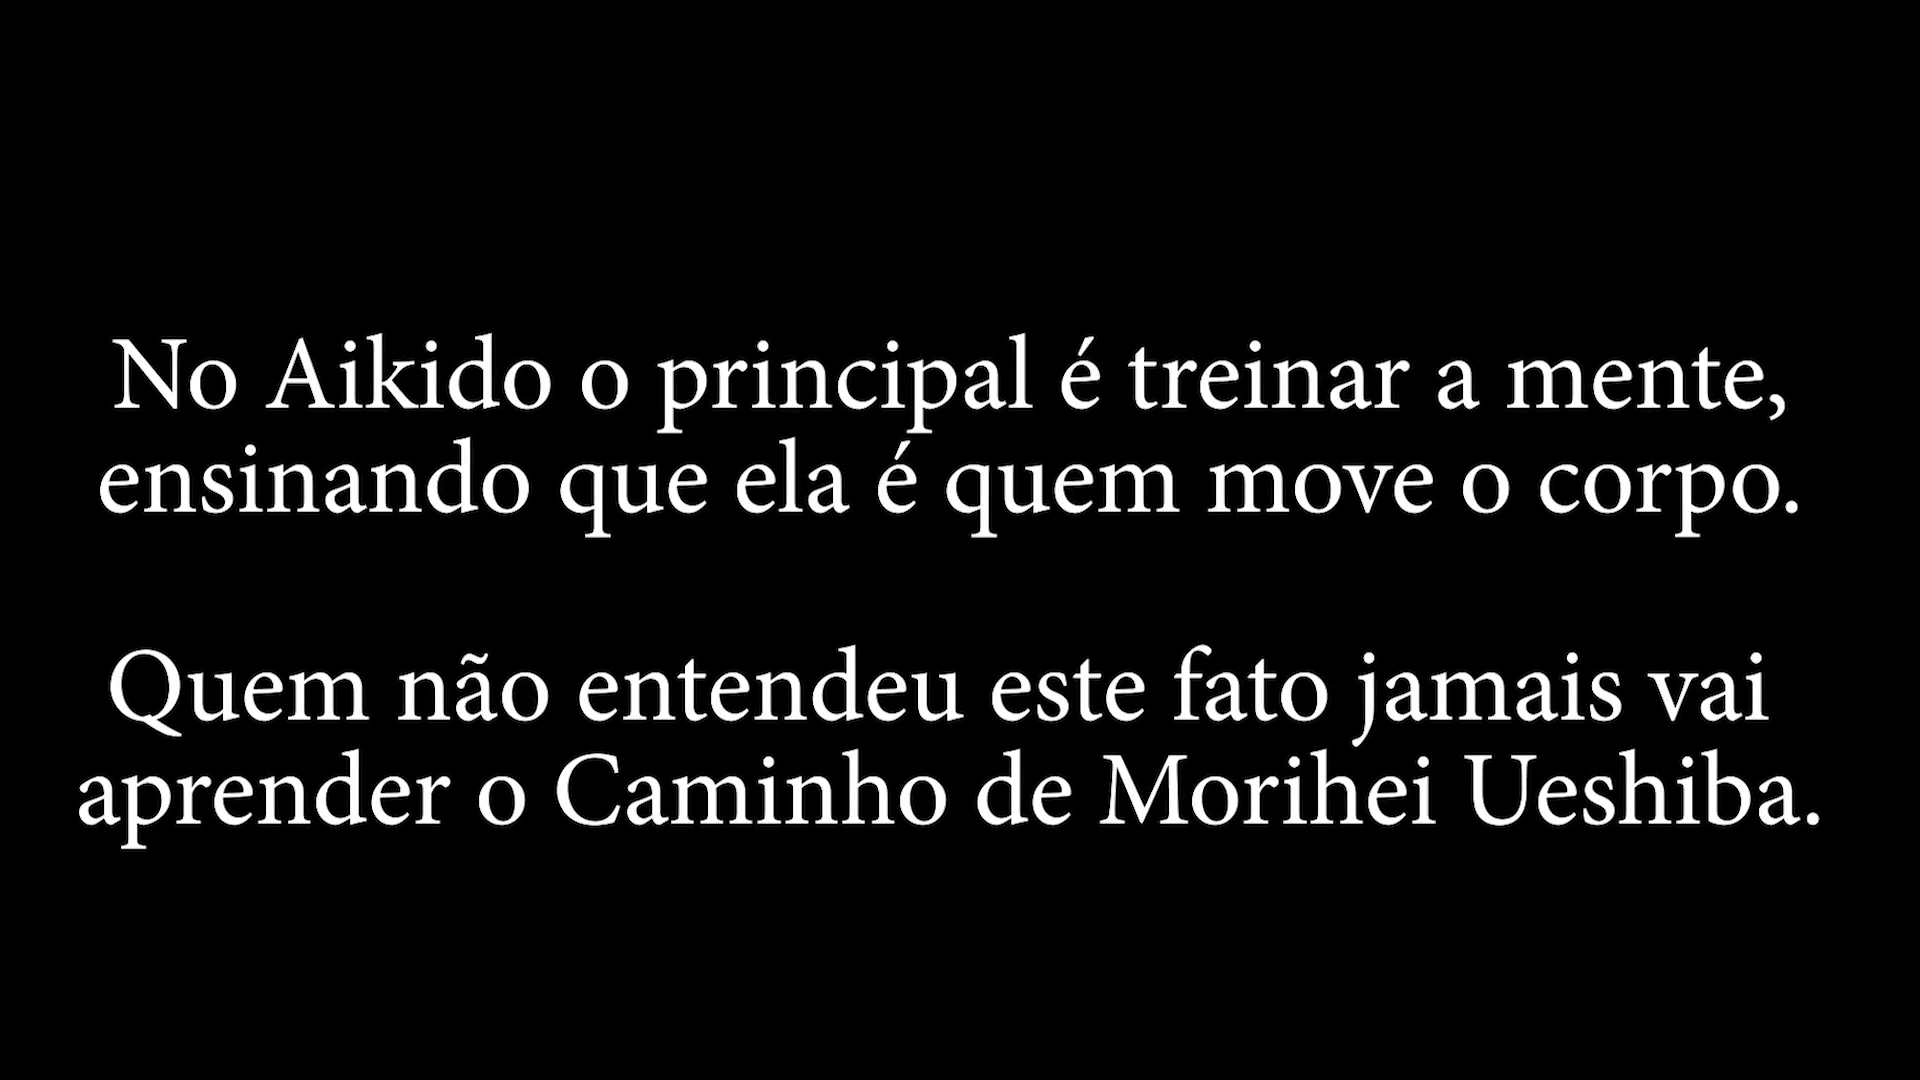 No Aikido o principal é treinar a mente,
ensinando que ela é quem move o corpo.
Quem não entendeu este fato jamais vai
aprender o Caminho de Morihei Ueshiba.